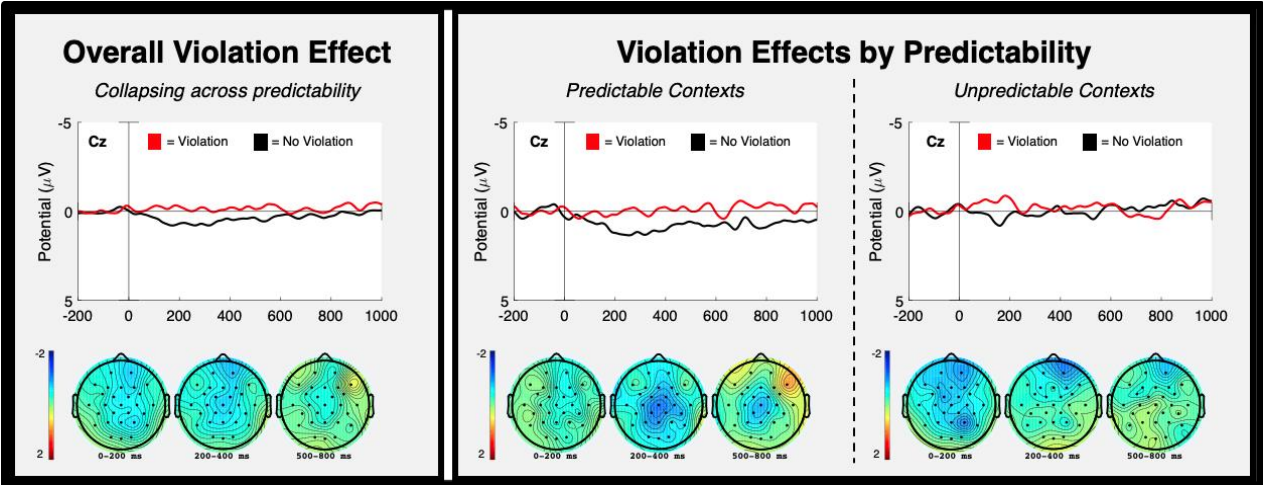 Overall Violation Effect
Collapsing across predictability
-5
Cz
= Violation
= No Violation
Potential (μV)
0
5
-200 0 200 400 600 800 1000
-2
2
0-200 ms
200-400 ms
500-800 ms
Violation Effects by Predictability
Predictable Contexts
-5
Cz
= Violation
= No Violation
Potential (μV)
0
5
-200 0 200 400 600 800 1000
-2
2
0-200 ms
200-400 ms
500-800 ms
Unpredictable Contexts
-5
Cz
= Violation
= No Violation
Potential (μV)
0
5
-200 0 200 400 600 800 1000
-2
2
0-200 ms
200-400 ms
500-800 ms